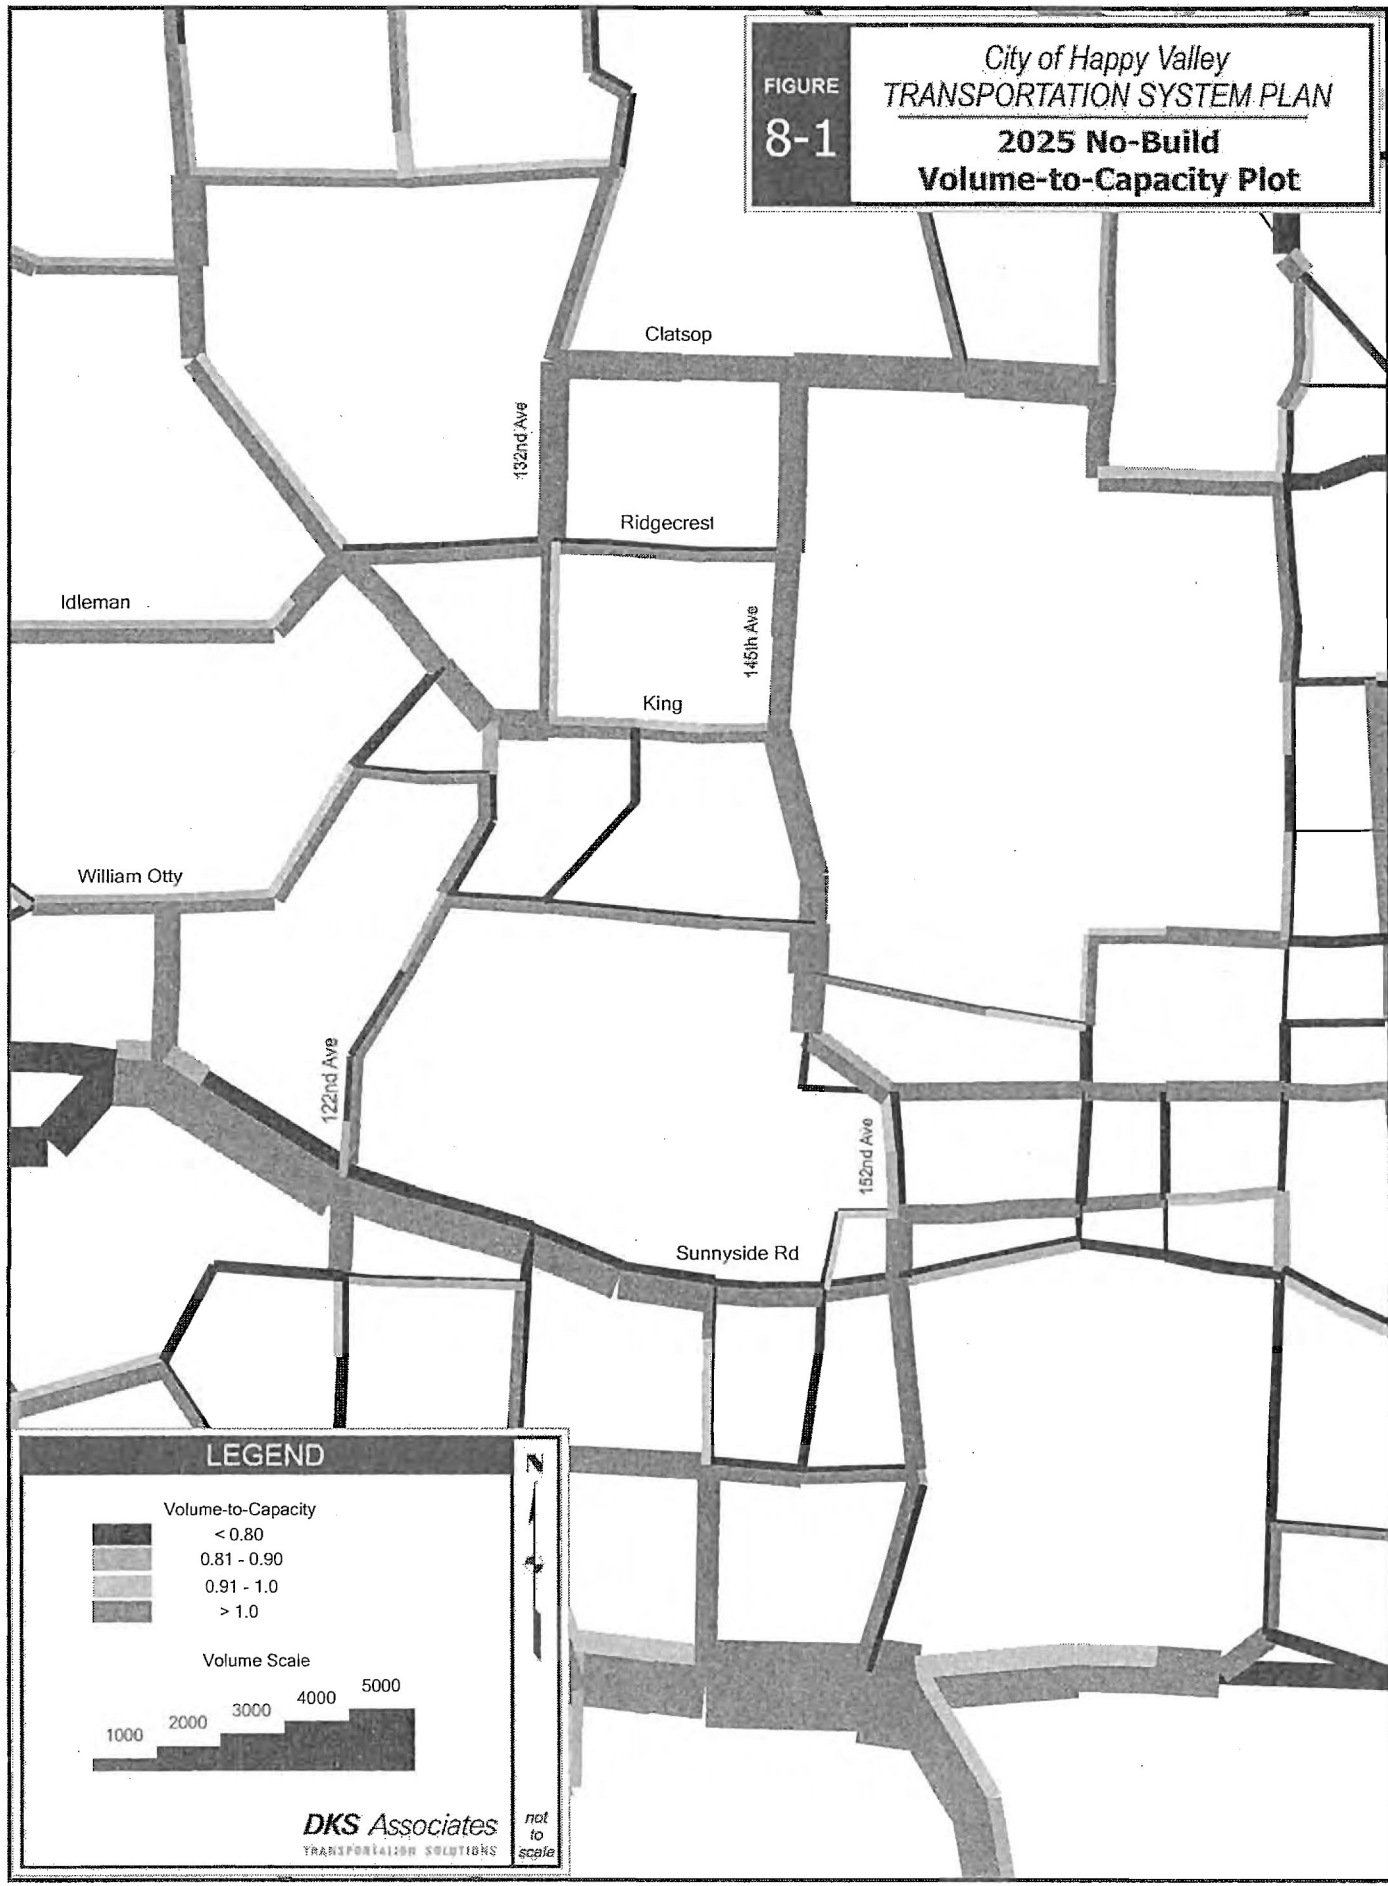 FIGURE
8-1
City of Happy Valley
TRANSPORTATION SYSTEM PLAN
2025 No-Build
Volume-to-Capacity Plot
Clatsop
132nd Ave
Ridgecrest
Idleman
145th Ave
King
William Otty
122nd Ave
152nd Ave
Sunnyside Rd
LEGEND
Volume-to-Capacity
< 0.80
0.81 - 0.90
0.91 - 1.0
> 1.0
Volume Scale
1000
2000
3000
4000
5000
DKS Associates
TRANSPORTATION SOLUTIONS
N
not
to
scale